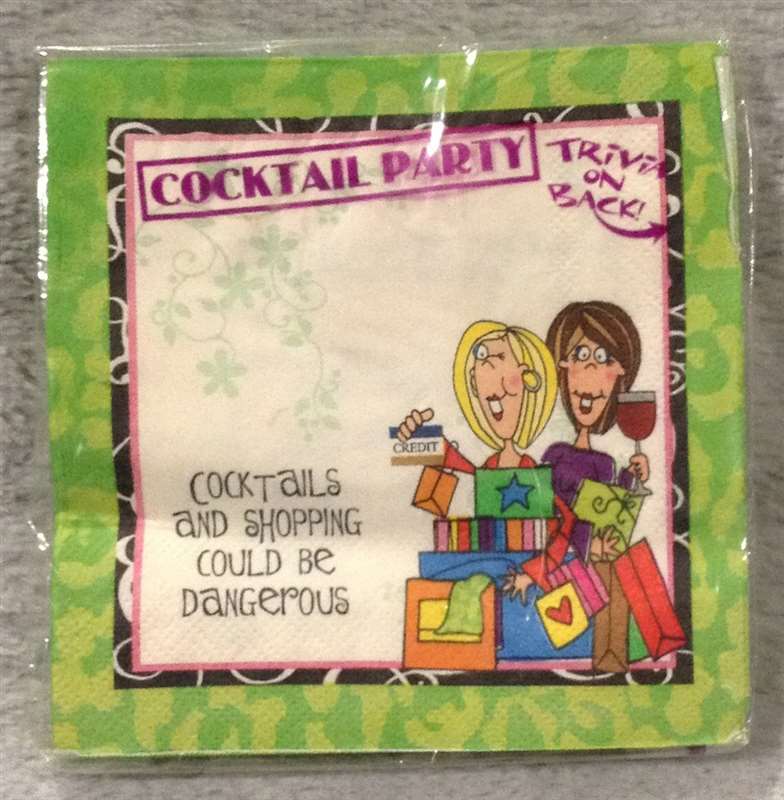 COCKTAIL PARTY
TRIVIA
ON
BACK!
CREDIT
COCKTAILS
AND SHOPPING
COULD BE
DANGEROUS